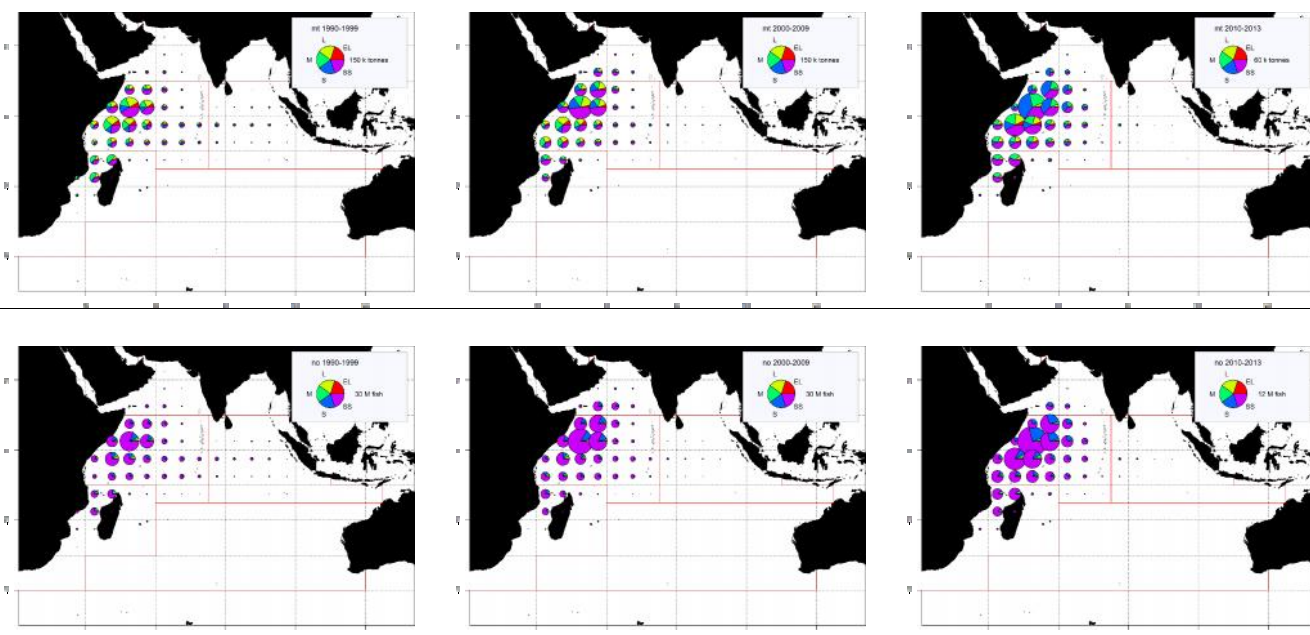 mt 1990-1999
L
EL
M
150 k tonnes
SS
S
mt 2000-2009
L
EL
M
150 k tonnes
SS
S
mt 2010-2013
L
EL
M
60 k tonnes
SS
S
no 1990-1999
L
EL
M
30 M fish
SS
S
no 2000-2009
L
EL
M
30 M fish
SS
S
no 2010-2013
L
EL
M
12 M fish
SS
S